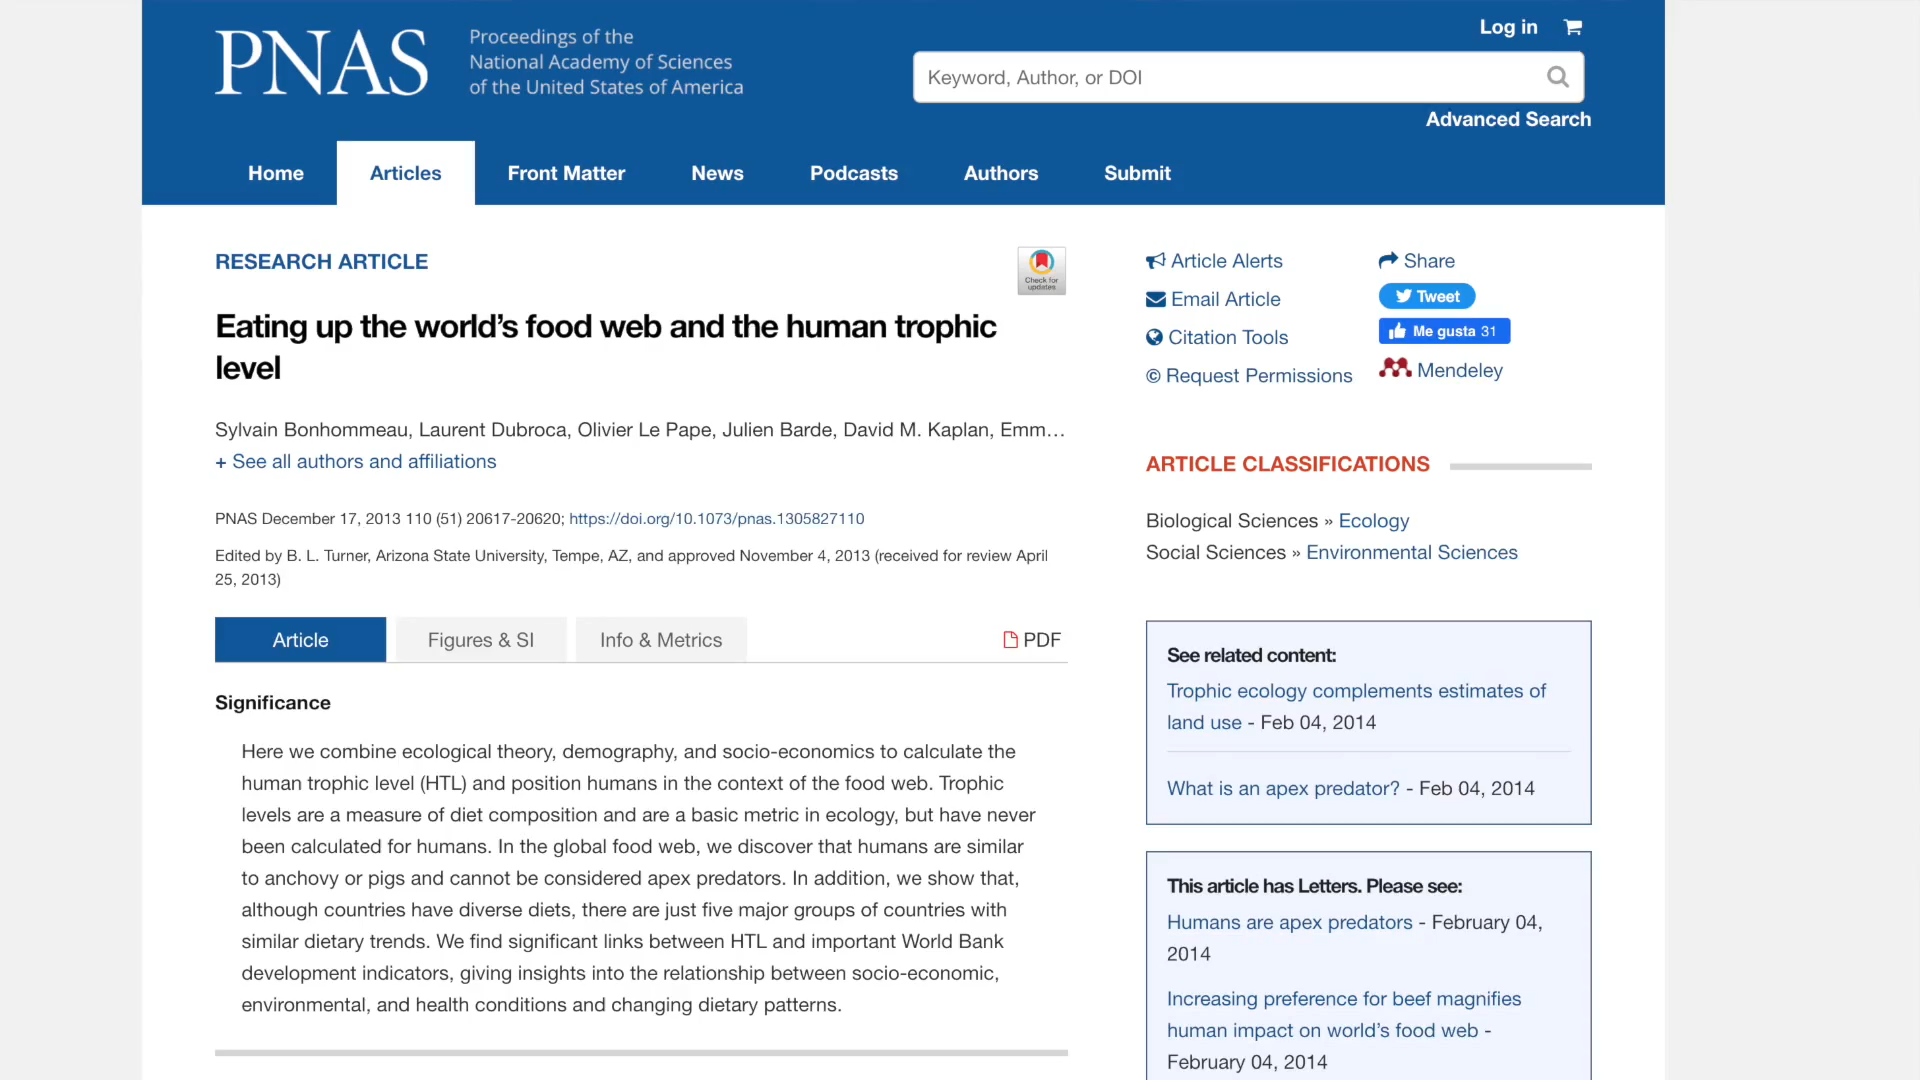 PNAS
Proceedings of the
National Academy of Sciences
of the United States of America
Log in
Keyword, Author, or DOI
Advanced Search
Home
Articles
Front Matter
News
Podcasts
Authors
Submit
RESEARCH ARTICLE
Check for
updates
Eating up the world's food web and the human trophic
level
Sylvain Bonhommeau, Laurent Dubroca, Olivier Le Pape, Julien Barde, David M. Kaplan, Emm…
+ See all authors and affiliations
PNAS December 17, 2013 110 (51) 20617-20620; https://doi.org/10.1073/pnas.1305827110
Edited by B. L. Turner, Arizona State University, Tempe, AZ, and approved November 4, 2013 (received for review April
25, 2013)
Article
Figures & SI
Info & Metrics
PDF
Significance
Here we combine ecological theory, demography, and socio-economics to calculate the
human trophic level (HTL) and position humans in the context of the food web. Trophic
levels are a measure of diet composition and are a basic metric in ecology, but have never
been calculated for humans. In the global food web, we discover that humans are similar
to anchovy or pigs and cannot be considered apex predators. In addition, we show that,
although countries have diverse diets, there are just five major groups of countries with
similar dietary trends. We find significant links between HTL and important World Bank
development indicators, giving insights into the relationship between socio-economic,
environmental, and health conditions and changing dietary patterns.
Article Alerts
Email Article
Citation Tools
© Request Permissions
Share
Tweet
Me gusta 31
Mendeley
ARTICLE CLASSIFICATIONS
Biological Sciences » Ecology
Social Sciences » Environmental Sciences
See related content:
Trophic ecology complements estimates of
land use - Feb 04, 2014
What is an apex predator? - Feb 04, 2014
This article has Letters. Please see:
Humans are apex predators - February 04,
2014
Increasing preference for beef magnifies
human impact on world's food web -
February 04, 2014